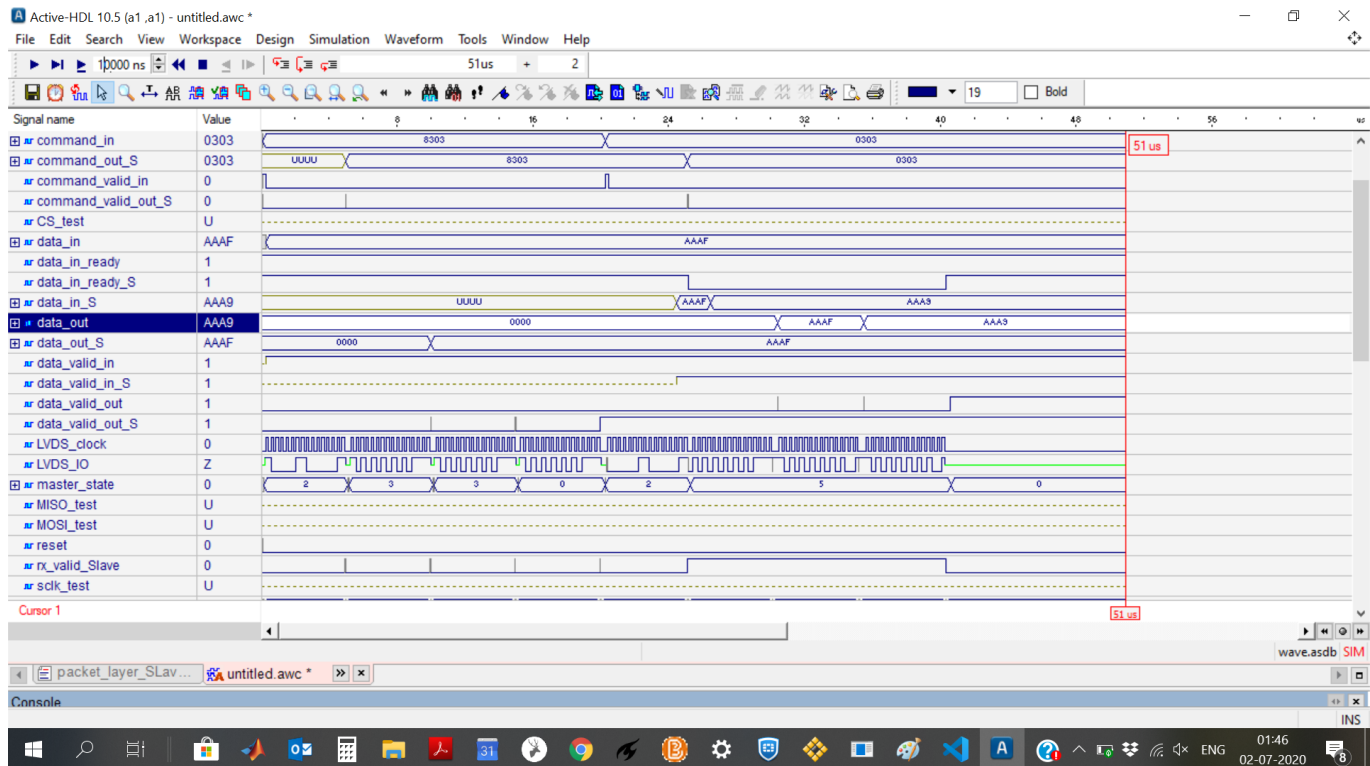 Active-HDL 10.5 (a1 ,a1) - untitled.awc *
File Edit Search View Workspace Design Simulation Waveform Tools Window Help
10000 ns 51us + 2
19 Bold
Signal name Value 8 16 24 32 40 48 56 us
command_in 0303 8303 0303
51 us
command_out_S 0303 UUUU 8303 0303
command_valid_in 0
command_valid_out_S 0
CS_test U
data_in AAAF AAAF
data_in_ready 1
data_in_ready_S 1
data_in_S AAA9 UUUU AAAF AAA9
data_out AAA9 0000 AAAF AAA9
data_out_S AAAF 0000 AAAF
data_valid_in 1
data_valid_in_S 1
data_valid_out 1
data_valid_out_S 1
LVDS_clock 0
LVDS_IO Z
master_state 0 2 3 3 0 2 5 0
MISO_test U
MOSI_test U
reset 0
rx_valid_Slave 0
sclk_test U
Cursor 1 51 us
wave.asdb SIM
packet_layer_SLav... untitled.awc *
Console
INS
31 ENG 01:46
02-07-2020 8